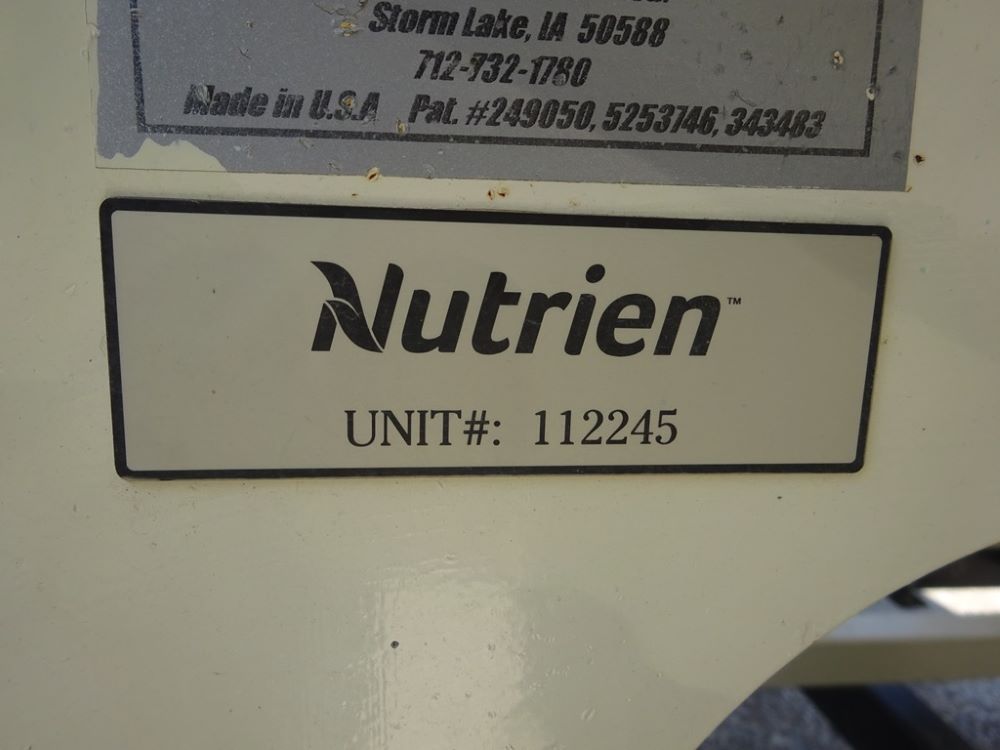 Storm Lake, IA 50588
712-732-1780
Made in U.S.A Pat. #249050, 5253746, 343483
Nutrien™
UNIT#: 112245